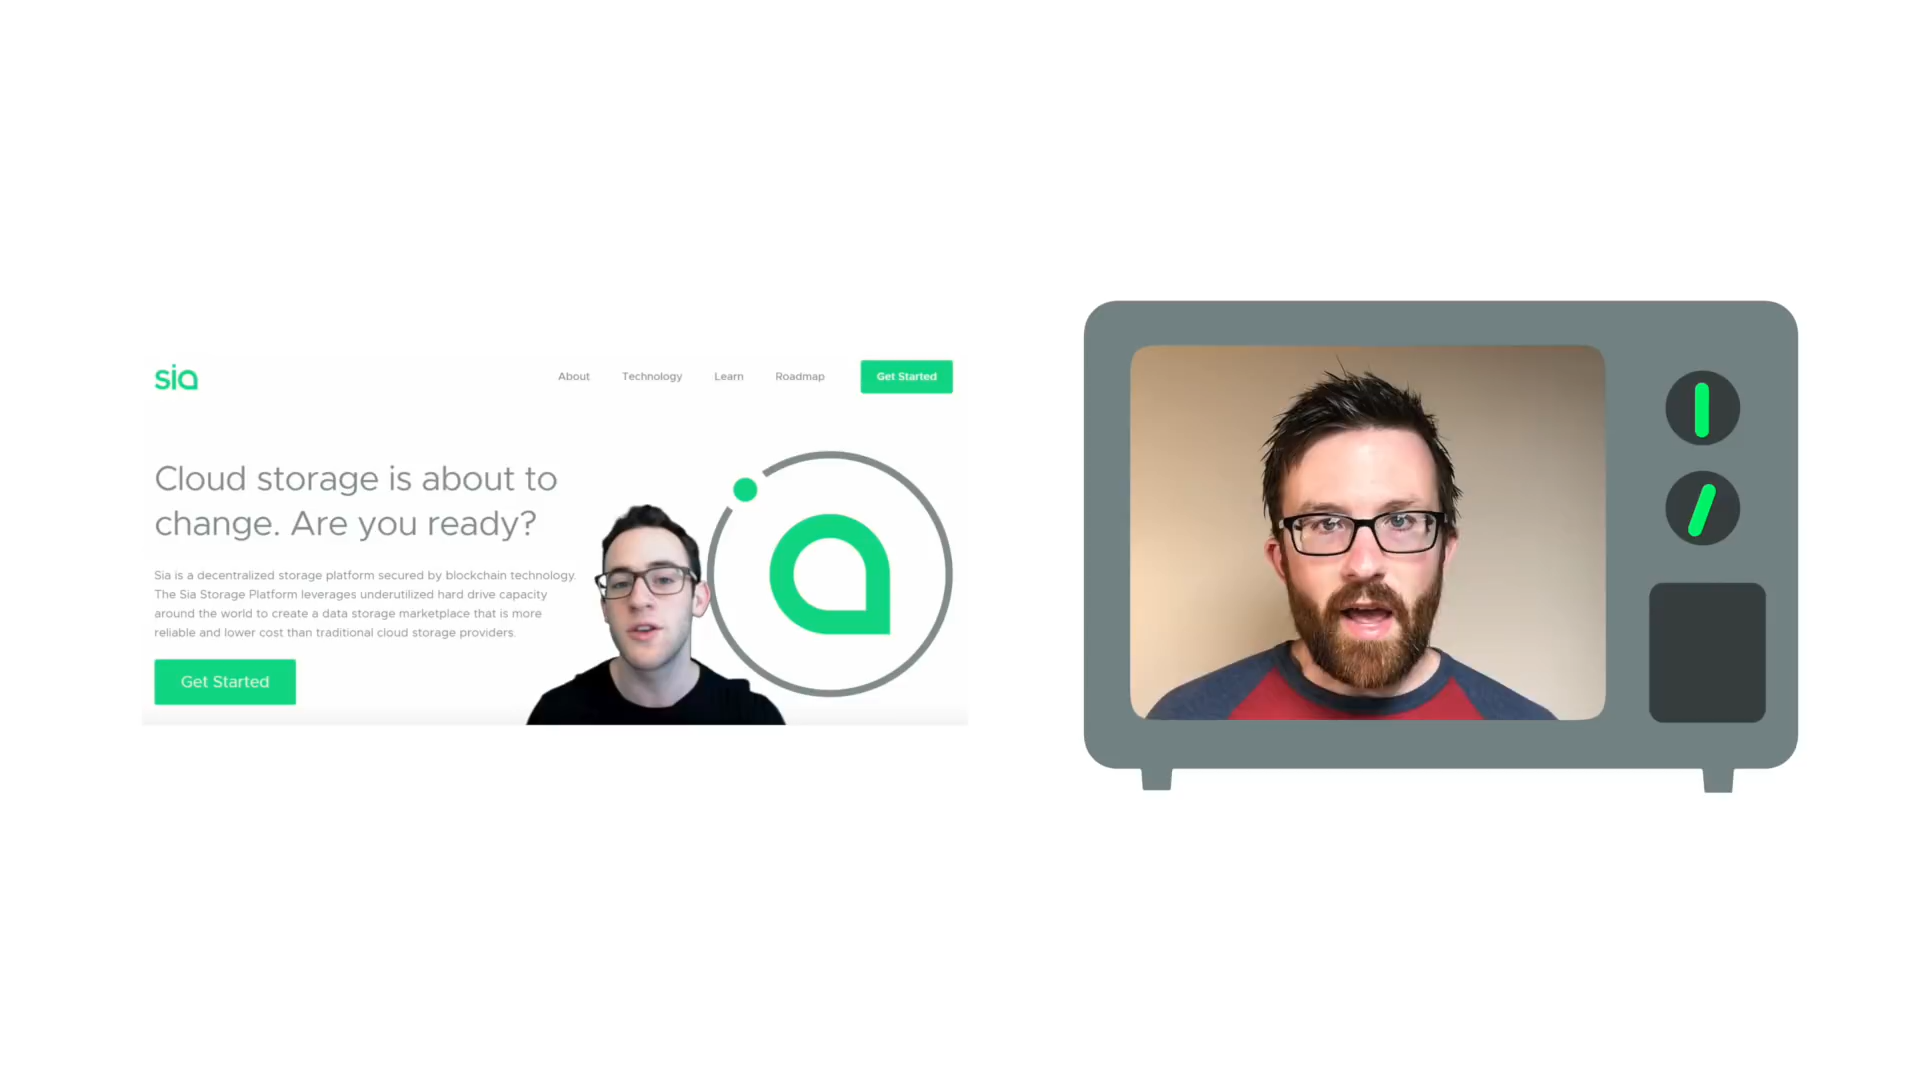 sia
About
Technology
Learn
Roadmap
Get Started
Cloud storage is about to
change. Are you ready?
Sia is a decentralized storage platform secured by blockchain technology.
The Sia Storage Platform leverages underutilized hard drive capacity
around the world to create a data storage marketplace that is more
reliable and lower cost than traditional cloud storage providers.
Get Started